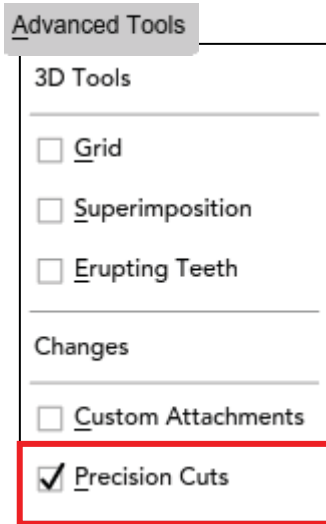 Advanced Tools
3D Tools
Grid
Superimposition
Erupting Teeth
Changes
Custom Attachments
Precision Cuts